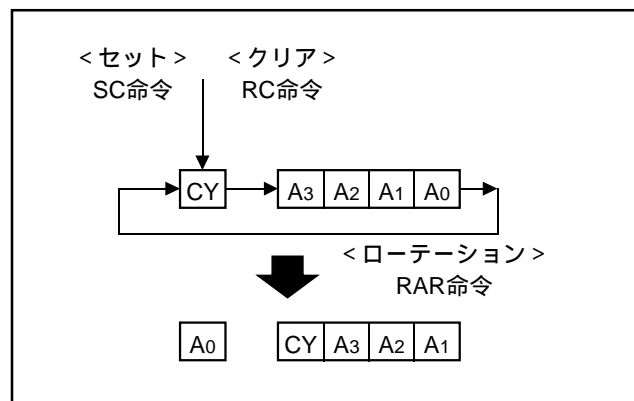 <セット> <クリア>
SC命令 RC命令
CY A3 A2 A1 A0
<ローテーション>
RAR命令
A0 CY A3 A2 A1